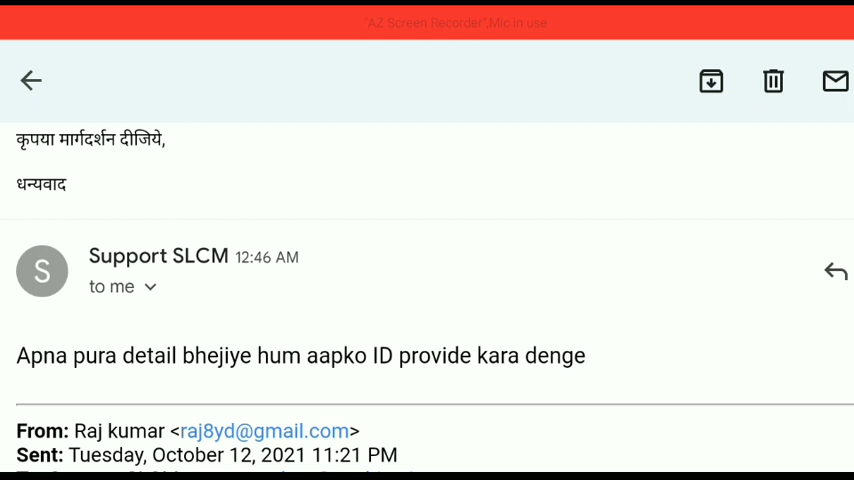 "AZ Screen Recorder",Mic in use
कृपया मार्गदर्शन दीजिये,
धन्यवाद
S
Support SLCM 12:46 AM
to me
Apna pura detail bhejiye hum aapko ID provide kara denge
From: Raj kumar <raj8yd@gmail.com>
Sent: Tuesday, October 12, 2021 11:21 PM